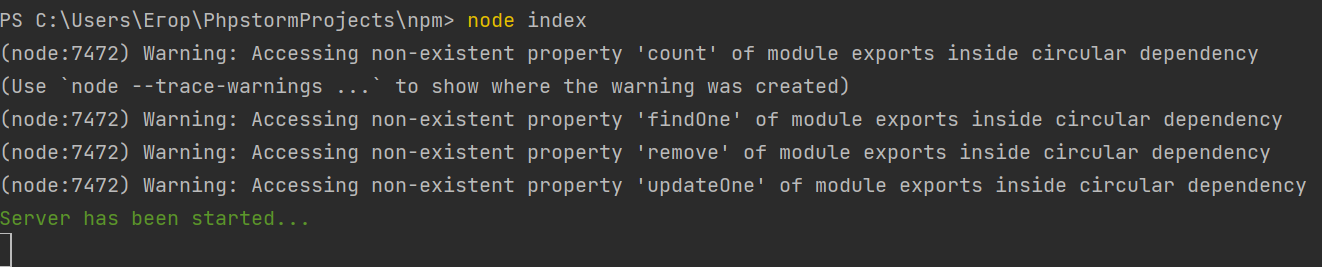 PS C:\Users\Егор\PhpstormProjects\npm> node index
(node:7472) Warning: Accessing non-existent property 'count' of module exports inside circular dependency
(Use `node --trace-warnings ...` to show where the warning was created)
(node:7472) Warning: Accessing non-existent property 'findOne' of module exports inside circular dependency
(node:7472) Warning: Accessing non-existent property 'remove' of module exports inside circular dependency
(node:7472) Warning: Accessing non-existent property 'updateOne' of module exports inside circular dependency
Server has been started...